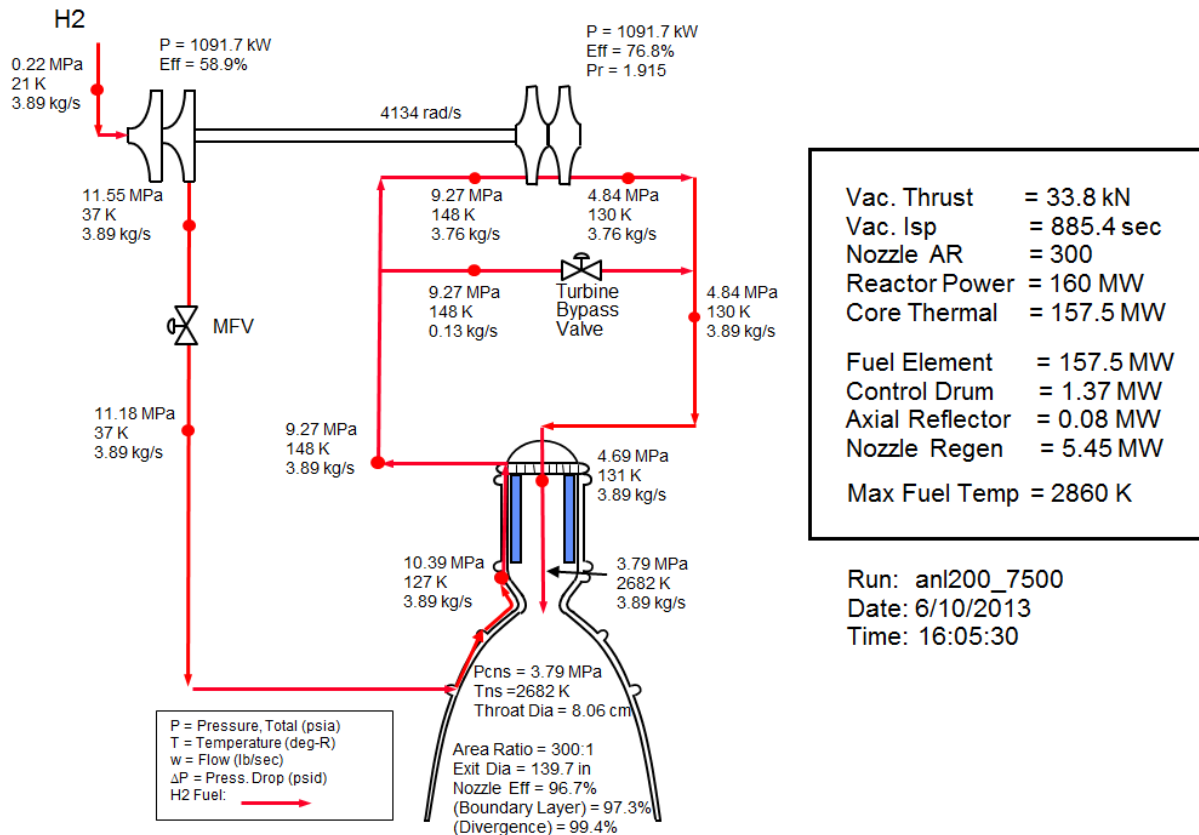 H2
0.22 MPa
21 K
3.89 kg/s
P = 1091.7 kW
Eff = 58.9%
P = 1091.7 kW
Eff = 76.8%
Pr = 1.915
4134 rad/s
11.55 MPa
37 K
3.89 kg/s
9.27 MPa
148 K
3.76 kg/s
4.84 MPa
130 K
3.76 kg/s
9.27 MPa
148 K
0.13 kg/s
Turbine
Bypass
Valve
4.84 MPa
130 K
3.89 kg/s
MFV
11.18 MPa
37 K
3.89 kg/s
9.27 MPa
148 K
3.89 kg/s
4.69 MPa
131 K
3.89 kg/s
10.39 MPa
127 K
3.89 kg/s
3.79 MPa
2682 K
3.89 kg/s
Pcns = 3.79 MPa
Tns =2682 K
Throat Dia = 8.06 cm
Area Ratio = 300:1
Exit Dia = 139.7 in
Nozzle Eff = 96.7%
(Boundary Layer) = 97.3%
(Divergence) = 99.4%
P = Pressure, Total (psia)
T = Temperature (deg-R)
w = Flow (lb/sec)
ΔP = Press. Drop (psid)
H2 Fuel:
Vac. Thrust = 33.8 kN
Vac. Isp = 885.4 sec
Nozzle AR = 300
Reactor Power = 160 MW
Core Thermal = 157.5 MW
Fuel Element = 157.5 MW
Control Drum = 1.37 MW
Axial Reflector = 0.08 MW
Nozzle Regen = 5.45 MW
Max Fuel Temp = 2860 K
Run: anl200_7500
Date: 6/10/2013
Time: 16:05:30